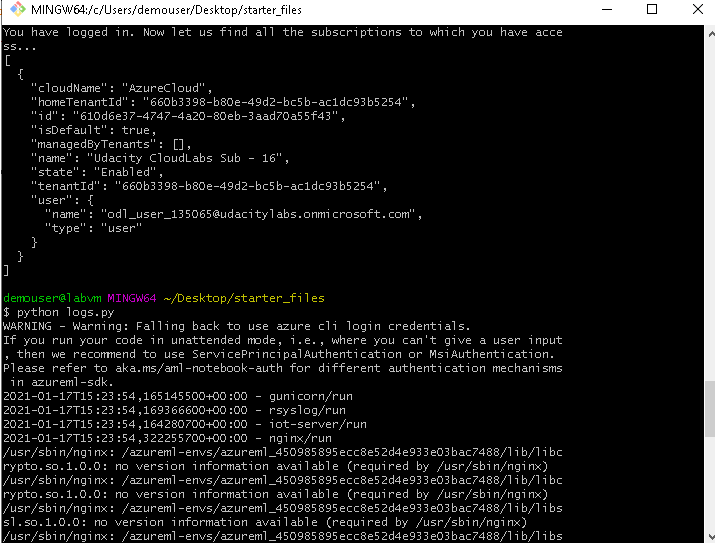 MINGW64:/c/Users/demouser/Desktop/starter_files
You have logged in. Now let us find all the subscriptions to which you have acce
ss...
[
  {
    "cloudName": "AzureCloud",
    "homeTenantId": "660b3398-b80e-49d2-bc5b-ac1dc93b5254",
    "id": "610d6e37-4747-4a20-80eb-3aad70a55f43",
    "isDefault": true,
    "managedByTenants": [],
    "name": "Udacity CloudLabs Sub - 16",
    "state": "Enabled",
    "tenantId": "660b3398-b80e-49d2-bc5b-ac1dc93b5254",
    "user": {
      "name": "odl_user_135065@udacitylabs.onmicrosoft.com",
      "type": "user"
    }
  }
]
demouser@labvm MINGW64 ~/Desktop/starter_files
$ python logs.py
WARNING - Warning: Falling back to use azure cli login credentials.
If you run your code in unattended mode, i.e., where you can't give a user input
, then we recommend to use ServicePrincipalAuthentication or MsiAuthentication.
Please refer to aka.ms/aml-notebook-auth for different authentication mechanisms
 in azureml-sdk.
2021-01-17T15:23:54,165145500+00:00 - gunicorn/run
2021-01-17T15:23:54,169366600+00:00 - rsyslog/run
2021-01-17T15:23:54,164280700+00:00 - iot-server/run
2021-01-17T15:23:54,322255700+00:00 - nginx/run
/usr/sbin/nginx: /azureml-envs/azureml_450985895ecc8e52d4e933e03bac7488/lib/libc
rypto.so.1.0.0: no version information available (required by /usr/sbin/nginx)
/usr/sbin/nginx: /azureml-envs/azureml_450985895ecc8e52d4e933e03bac7488/lib/libc
rypto.so.1.0.0: no version information available (required by /usr/sbin/nginx)
/usr/sbin/nginx: /azureml-envs/azureml_450985895ecc8e52d4e933e03bac7488/lib/libs
sl.so.1.0.0: no version information available (required by /usr/sbin/nginx)
/usr/sbin/nginx: /azureml-envs/azureml_450985895ecc8e52d4e933e03bac7488/lib/libs